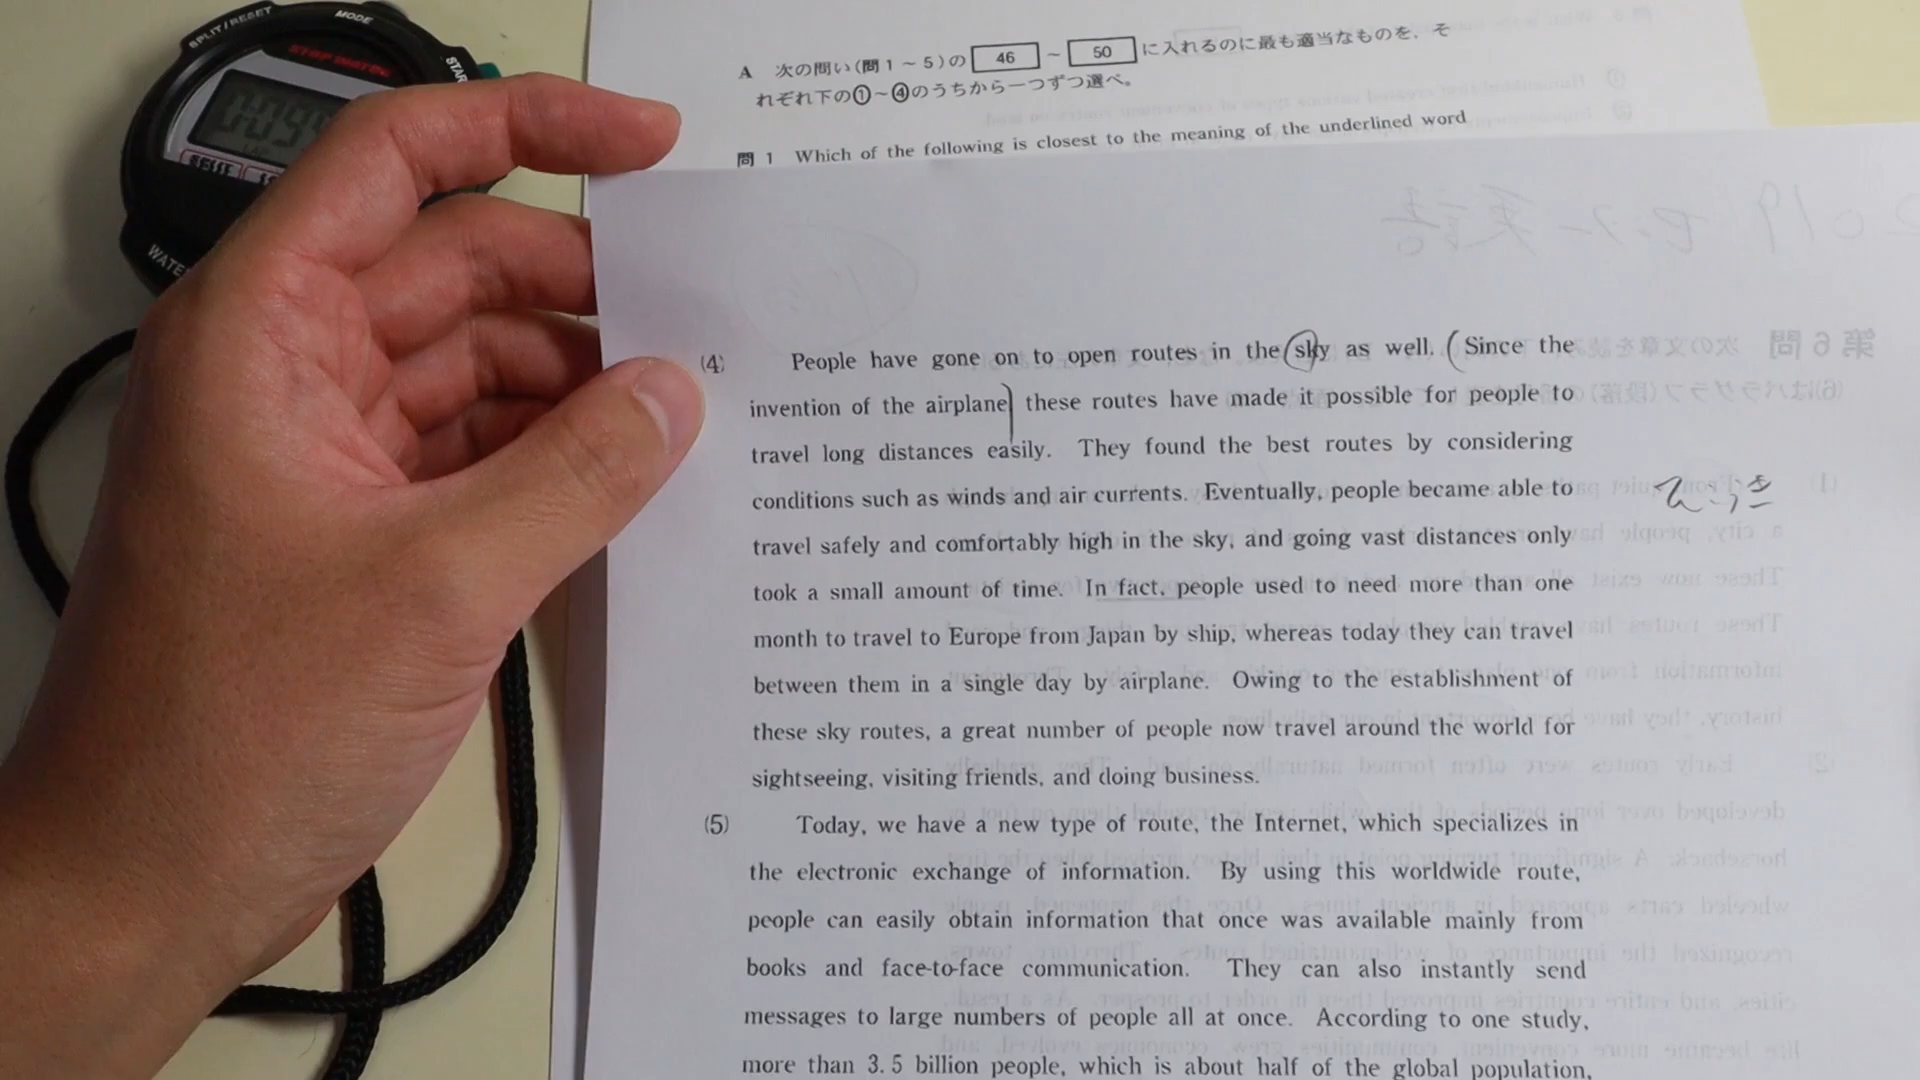 SPLIT/RESET
MODE
STOP WATCH
STAR
WATE
A 次の問い(問1~5)の 46 ~ 50 に入れるのに最も適当なものを、そ
れぞれ下の①~④のうちから一つずつ選べ。
問1 Which of the following is closest to the meaning of the underlined word
(4) People have gone on to open routes in the sky as well. (Since the
invention of the airplane) these routes have made it possible for people to
travel long distances easily. They found the best routes by considering
conditions such as winds and air currents. Eventually, people became able to
travel safely and comfortably high in the sky, and going vast distances only
took a small amount of time. In fact, people used to need more than one
month to travel to Europe from Japan by ship, whereas today they can travel
between them in a single day by airplane. Owing to the establishment of
these sky routes, a great number of people now travel around the world for
sightseeing, visiting friends, and doing business.
(5) Today, we have a new type of route, the Internet, which specializes in
the electronic exchange of information. By using this worldwide route,
people can easily obtain information that once was available mainly from
books and face-to-face communication. They can also instantly send
messages to large numbers of people all at once. According to one study,
more than 3.5 billion people, which is about half of the global population,